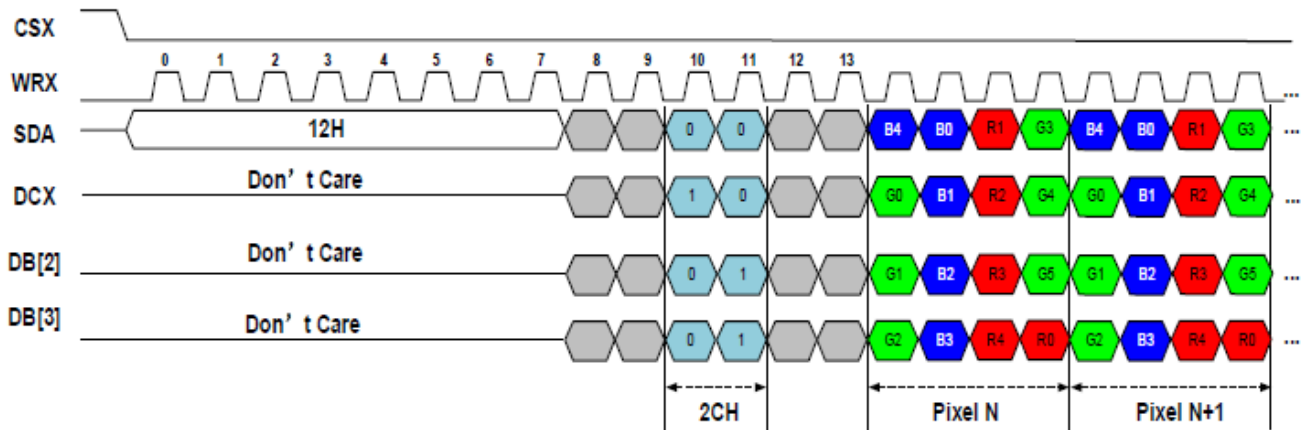 CSX
0 1 2 3 4 5 6 7 8 9 10 11 12 13
WRX ...
SDA 12H 0 0 B4 B0 R1 G3 B4 B0 R1 G3 ...
Don’t Care
DCX 1 0 G0 B1 R2 G4 G0 B1 R2 G4 ...
Don’t Care
DB[2] 0 1 G1 B2 R3 G5 G1 B2 R3 G5 ...
DB[3] Don’t Care 0 1 G2 B3 R4 R0 G2 B3 R4 R0 ...
2CH Pixel N Pixel N+1